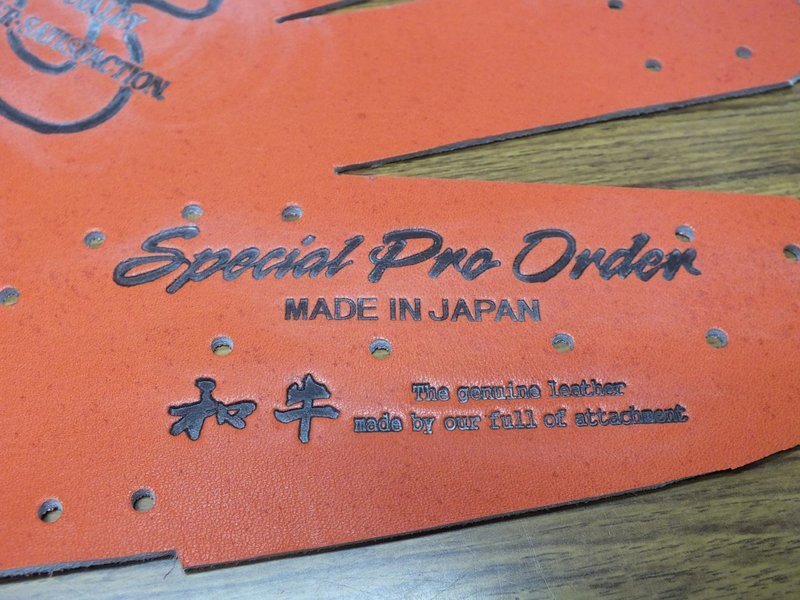 SATISFACTION.
Special Pro Order
MADE IN JAPAN
和牛
The genuine leather
made by our full of attachment